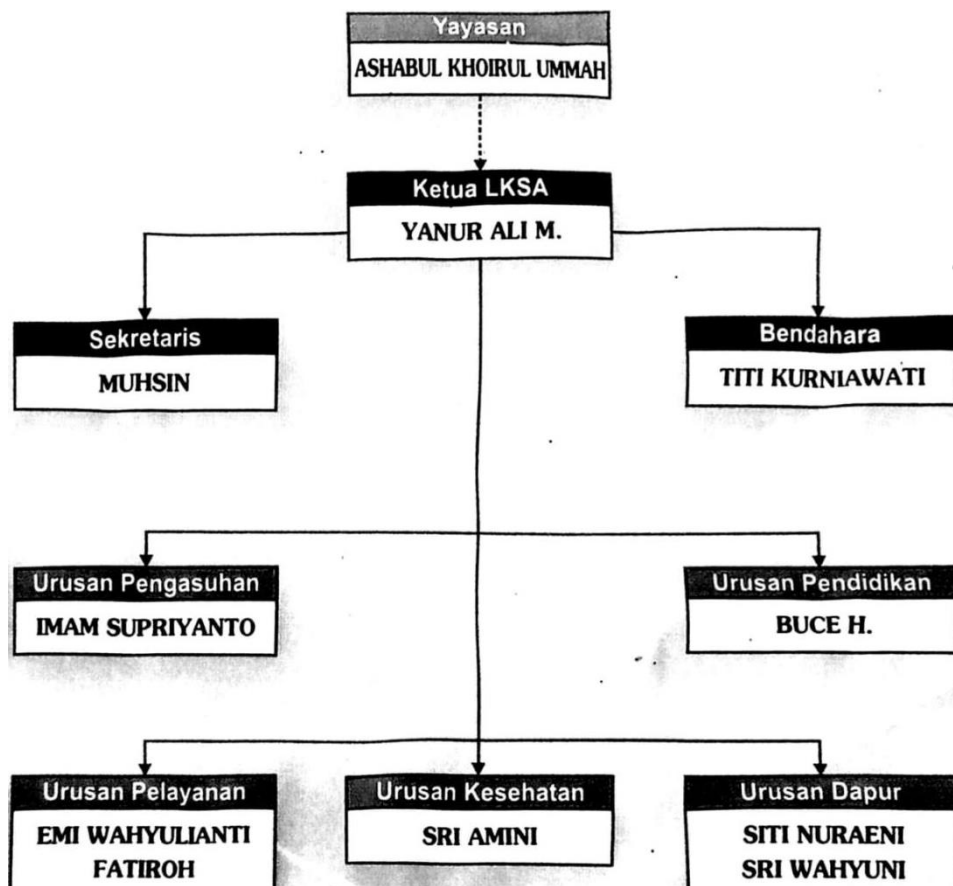 Yayasan
ASHABUL KHOIRUL UMMAH
Ketua LKSA
YANUR ALI M.
Sekretaris
MUHSIN
Bendahara
TITI KURNIAWATI
Urusan Pengasuhan
IMAM SUPRIYANTO
Urusan Pendidikan
BUCE H.
Urusan Pelayanan
EMI WAHYULIANTI
FATIROH
Urusan Kesehatan
SRI AMINI
Urusan Dapur
SITI NURAENI
SRI WAHYUNI